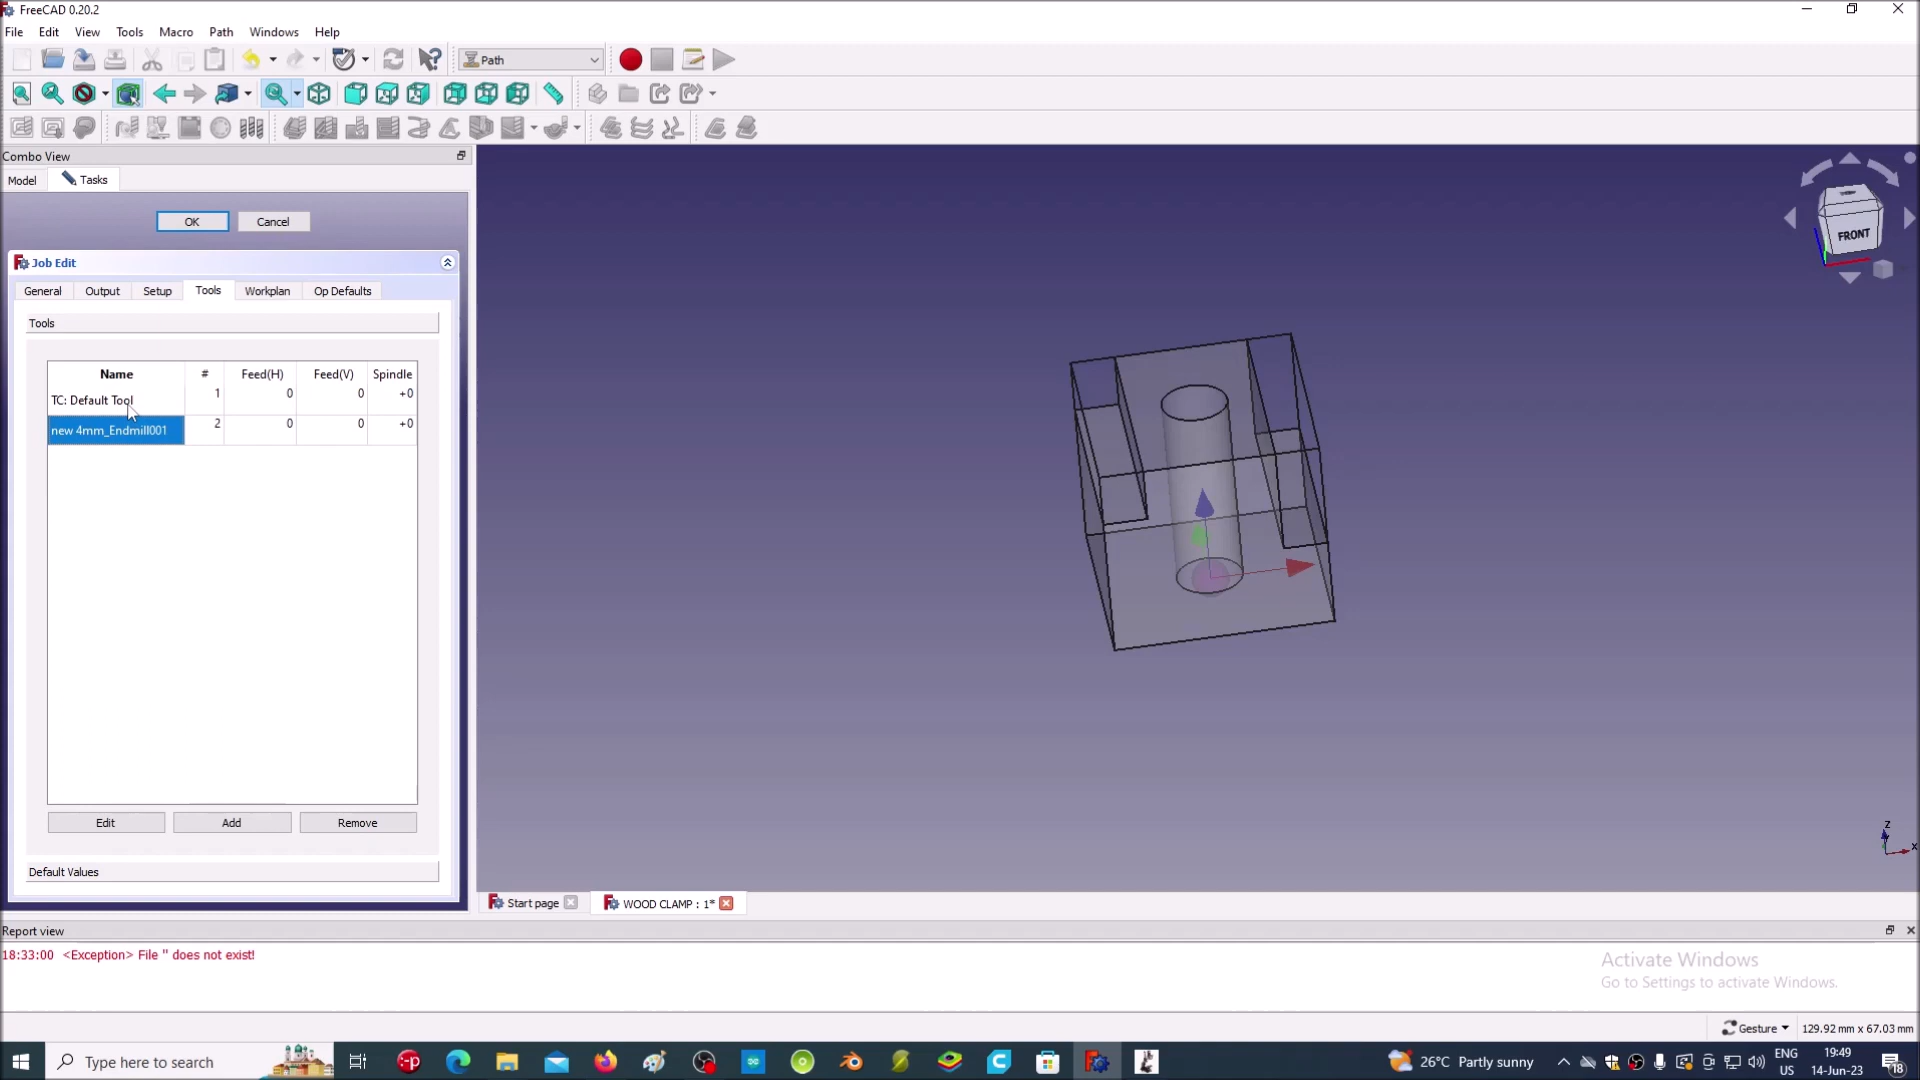 FreeCAD 0.20.2
File Edit View Tools Macro Path Windows Help
Path
Combo View
Model Tasks
OK Cancel
Job Edit
General Output Setup Tools Workplan Op Defaults
Tools
Name # Feed(H) Feed(V) Spindle
TC: Default Tool 1 0 0 +0
new 4mm_Endmill001 2 0 0 +0
Edit Add Remove
Default Values
FRONT
Z
X
Start page WOOD CLAMP : 1*
Report view
18:33:00 <Exception> File '' does not exist!
Activate Windows
Go to Settings to activate Windows.
Gesture 129.92 mm x 67.03 mm
Type here to search
26°C Partly sunny
ENG
US
19:49
14-Jun-23
18